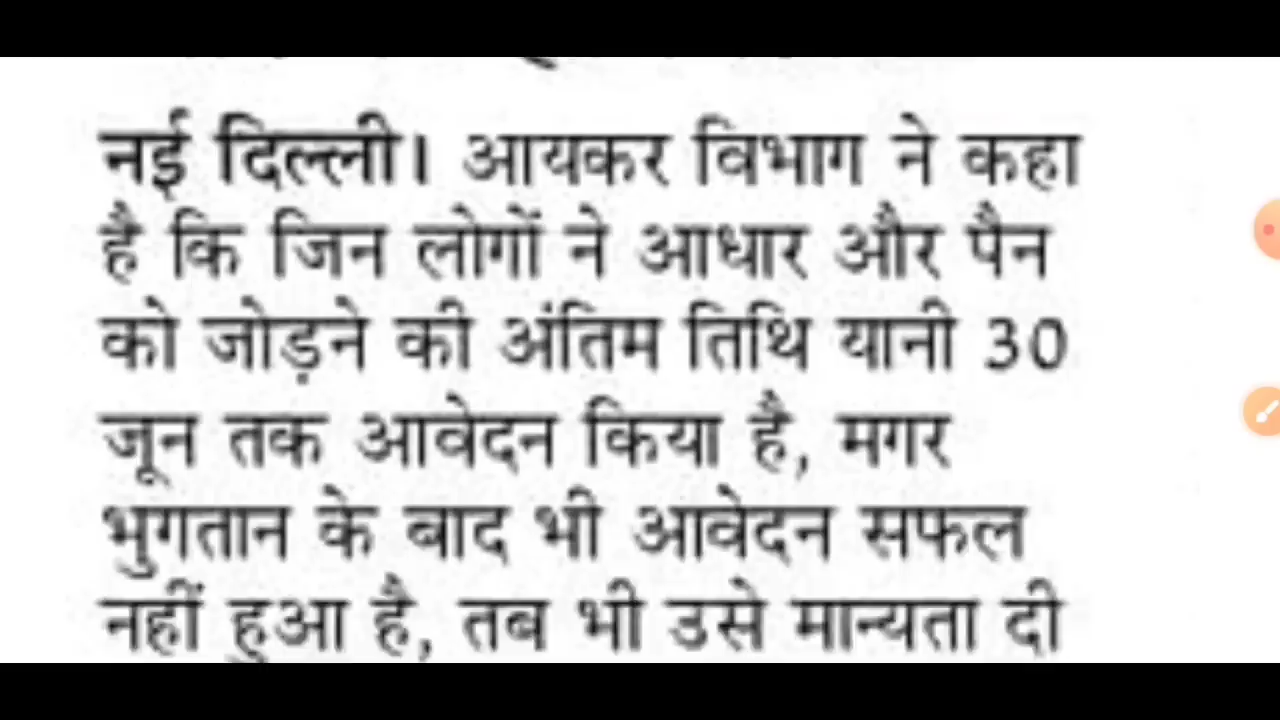 नई दिल्ली। आयकर विभाग ने कहा
है कि जिन लोगों ने आधार और पैन
को जोड़ने की अंतिम तिथि यानी 30
जून तक आवेदन किया है, मगर
भुगतान के बाद भी आवेदन सफल
नहीं हुआ है, तब भी उसे मान्यता दी